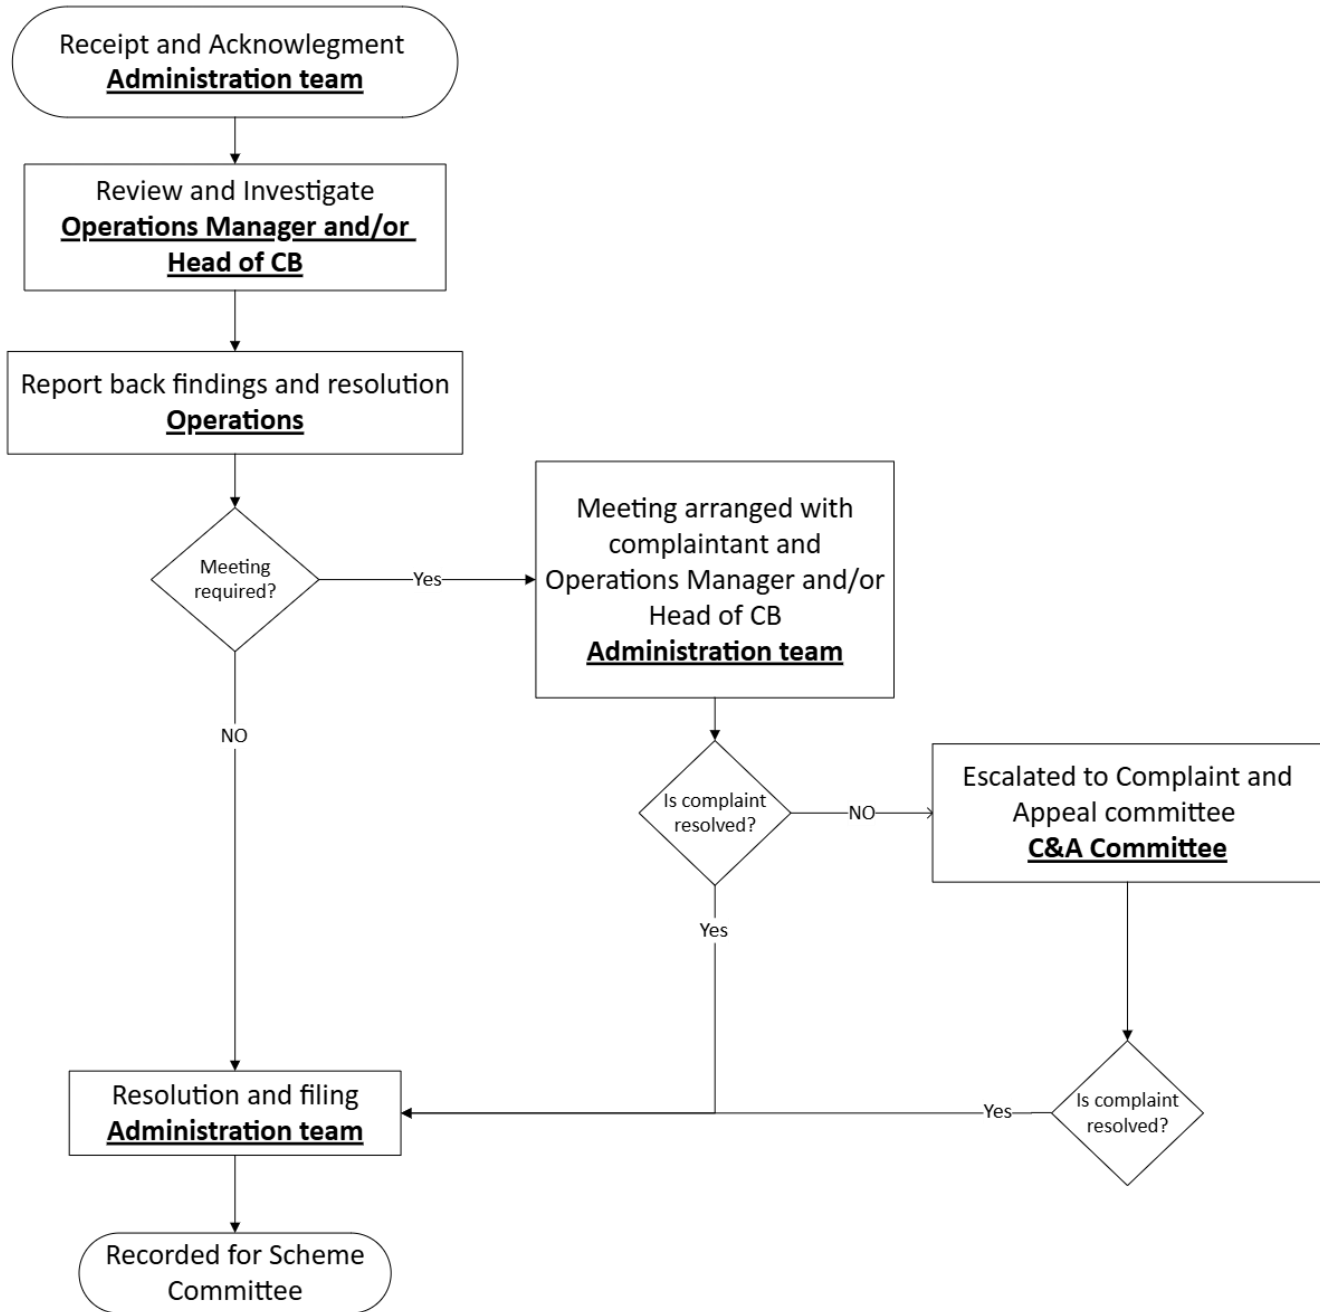 Receipt and Acknowlegment
Administration team
Review and Investigate
Operations Manager and/or
Head of CB
Report back findings and resolution
Operations
Meeting
required?
Yes
Meeting arranged with
complaintant and
Operations Manager and/or
Head of CB
Administration team
NO
Is complaint
resolved?
NO
Escalated to Complaint and
Appeal committee
C&A Committee
Yes
Is complaint
resolved?
Yes
Resolution and filing
Administration team
Recorded for Scheme
Committee